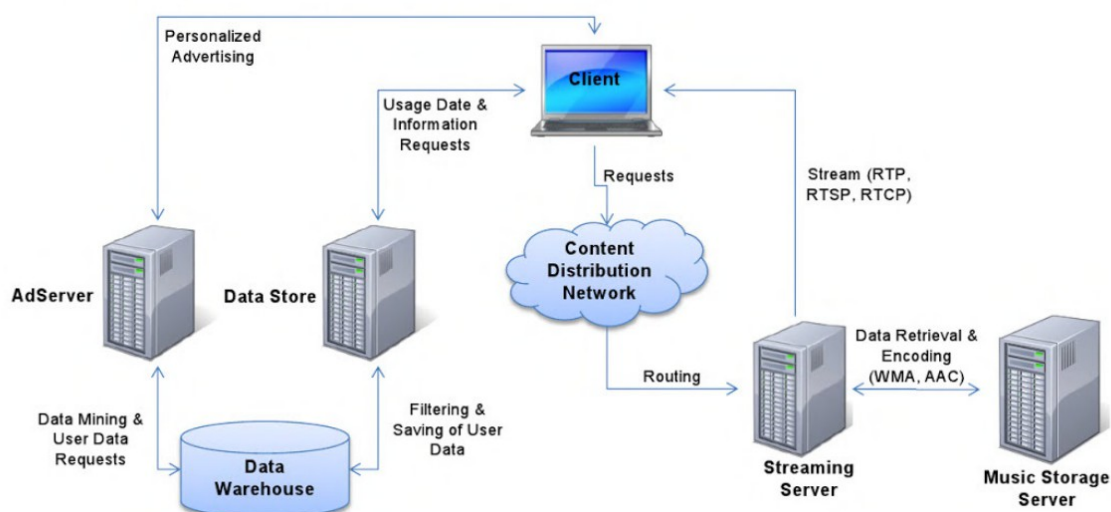 Personalized
Advertising
Client
Usage Date &
Information
Requests
Requests
Stream (RTP,
RTSP, RTCP)
Content
Distribution
Network
AdServer
Data Store
Routing
Data Retrieval &
Encoding
(WMA, AAC)
Data Mining &
User Data
Requests
Filtering &
Saving of User
Data
Data
Warehouse
Streaming
Server
Music Storage
Server